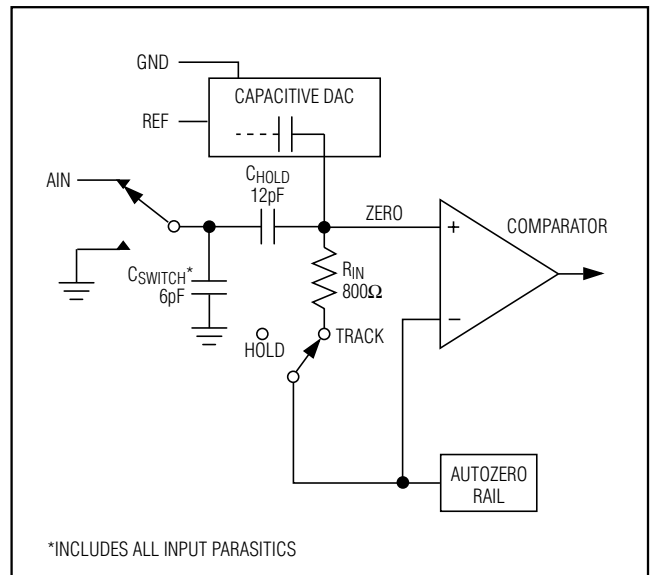 GND
CAPACITIVE DAC
REF
AIN
CHOLD
12pF
ZERO
COMPARATOR
+
−
CSWITCH*
6pF
RIN
800Ω
HOLD
TRACK
AUTOZERO
RAIL
*INCLUDES ALL INPUT PARASITICS